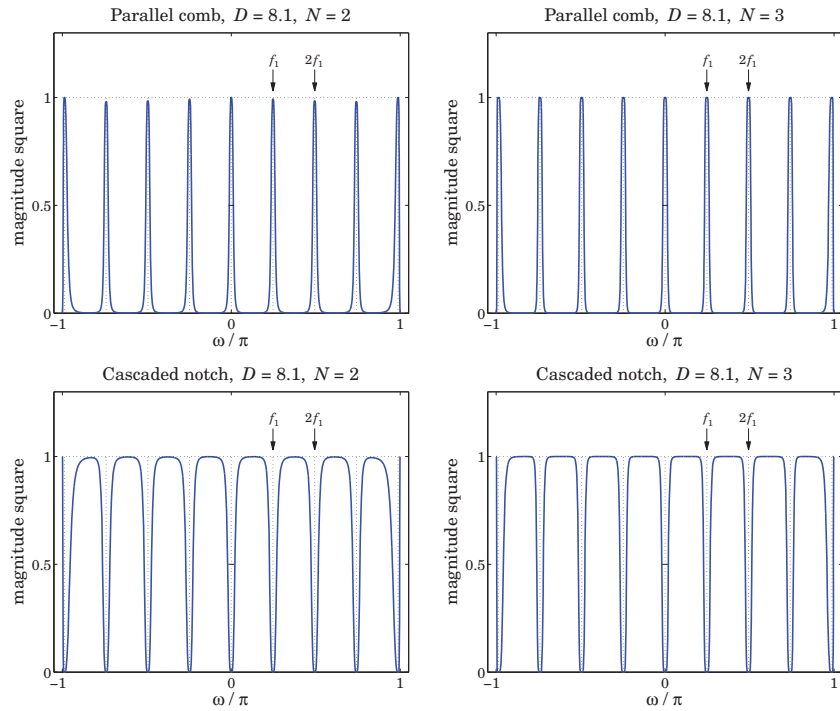 Parallel comb, D = 8.1, N = 2
f1 2f1
1
0.5
0
magnitude square
−1 0 1
ω / π
Parallel comb, D = 8.1, N = 3
f1 2f1
1
0.5
0
magnitude square
−1 0 1
ω / π
Cascaded notch, D = 8.1, N = 2
f1 2f1
1
0.5
0
magnitude square
−1 0 1
ω / π
Cascaded notch, D = 8.1, N = 3
f1 2f1
1
0.5
0
magnitude square
−1 0 1
ω / π